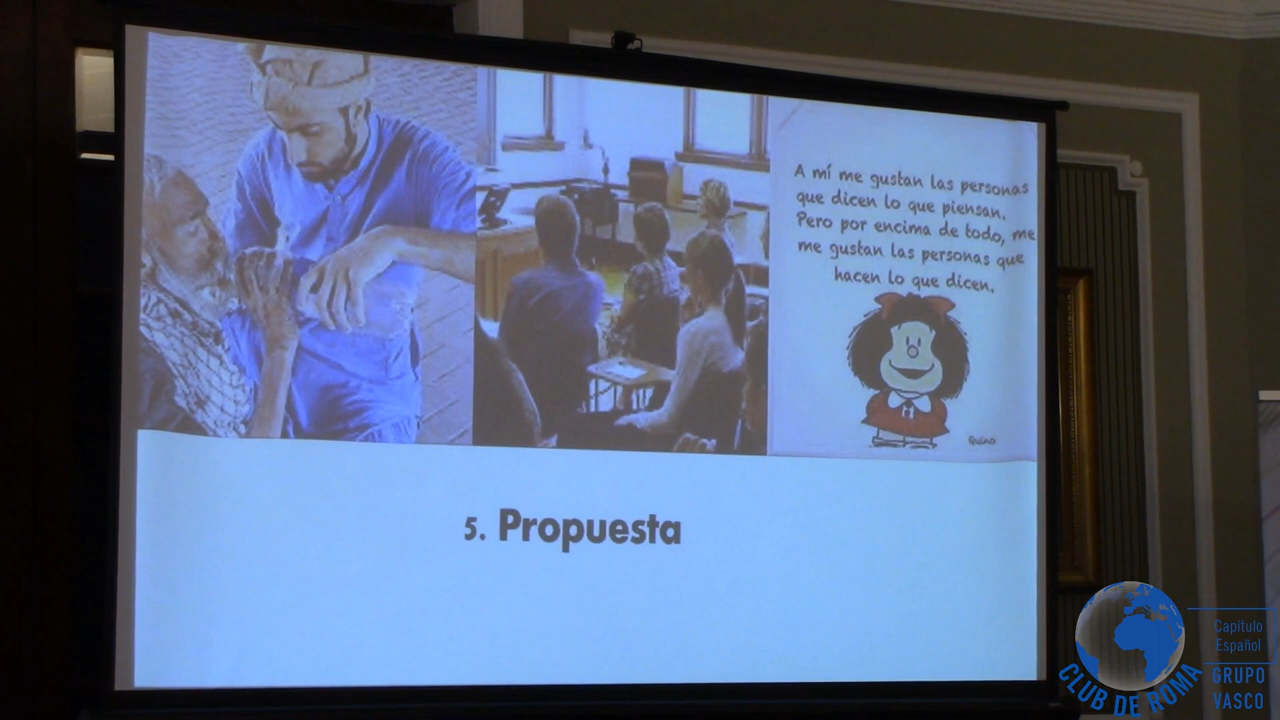 A mí me gustan las personas
que dicen lo que piensan.
Pero por encima de todo, me
me gustan las personas que
hacen lo que dicen.
Quino
5. Propuesta
Capítulo
Español
GRUPO
VASCO
CLUB DE ROMA